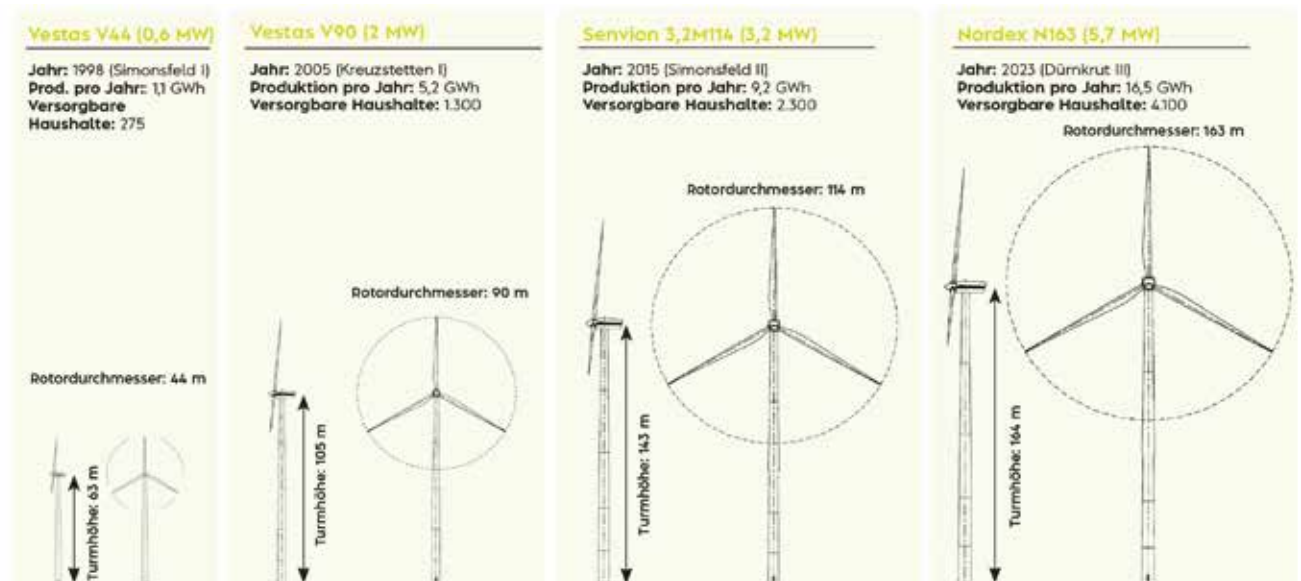 Vestas V44 (0,6 MW)
Jahr: 1998 (Simonsfeld I)
Prod. pro Jahr: 1,1 GWh
Versorgbare
Haushalte: 275
Rotordurchmesser: 44 m
Turmhöhe: 63 m
Vestas V90 (2 MW)
Jahr: 2005 (Kreuzstetten I)
Produktion pro Jahr: 5,2 GWh
Versorgbare Haushalte: 1.300
Rotordurchmesser: 90 m
Turmhöhe: 105 m
Senvion 3,2M114 (3,2 MW)
Jahr: 2015 (Simonsfeld II)
Produktion pro Jahr: 9,2 GWh
Versorgbare Haushalte: 2.300
Rotordurchmesser: 114 m
Turmhöhe: 143 m
Nordex N163 (5,7 MW)
Jahr: 2023 (Dürnkrut III)
Produktion pro Jahr: 16,5 GWh
Versorgbare Haushalte: 4.100
Rotordurchmesser: 163 m
Turmhöhe: 164 m